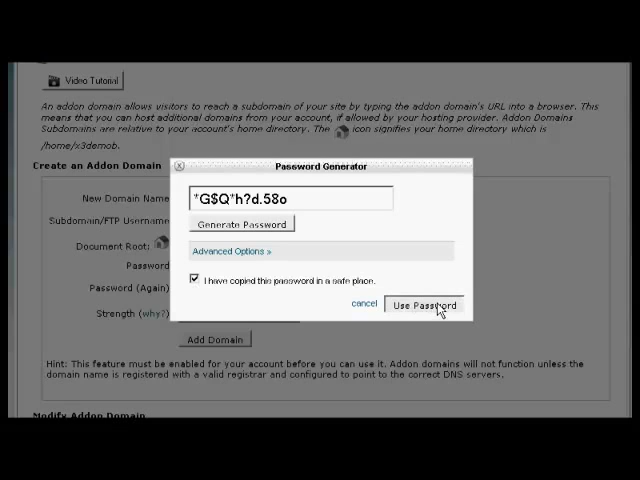 Video Tutorial
An addon domain allows visitors to reach a subdomain of your site by typing the addon domain's URL into a browser. This
means that you can host additional domains from your account, if allowed by your hosting provider. Addon Domains
Subdomains are relative to your account's home directory. The icon signifies your home directory which is
/home/x3demob.
Create an Addon Domain
Password Generator
New Domain Name
*G$Q*h?d.58o
Subdomain/FTP Username
Generate Password
Document Root:
Advanced Options »
Password
I have copied this password in a safe place.
Password (Again)
cancel Use Password
Strength (why?)
Add Domain
Hint: This feature must be enabled for your account before you can use it. Addon domains will not function unless the
domain name is registered with a valid registrar and configured to point to the correct DNS servers.
Modify Addon Domain